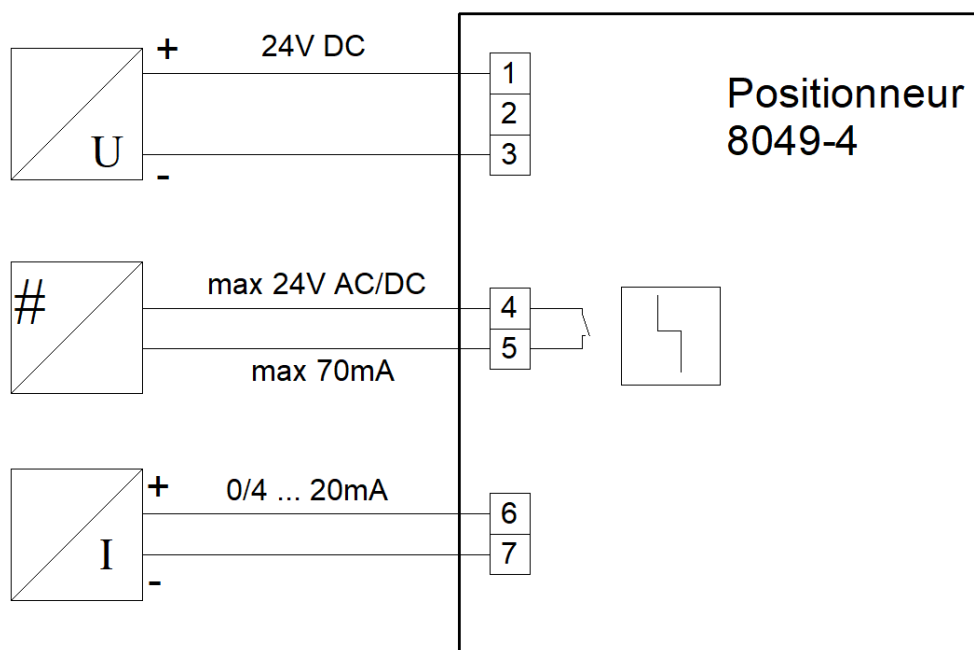 +
24V DC
1
Positionneur
2
8049-4
U
3
-
#
max 24V AC/DC
4
5
max 70mA
+
0/4 ... 20mA
6
I
7
-